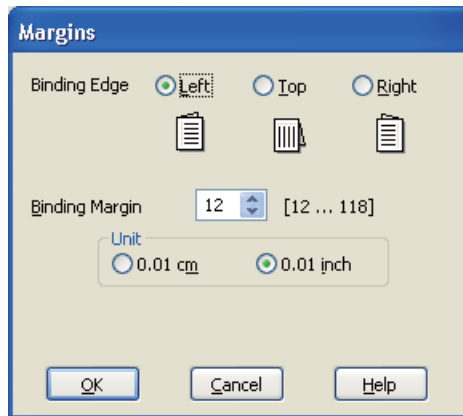 Margins
Binding Edge Left Top Right
Binding Margin 12 [12 ... 118]
Unit
0.01 cm 0.01 inch
OK Cancel Help